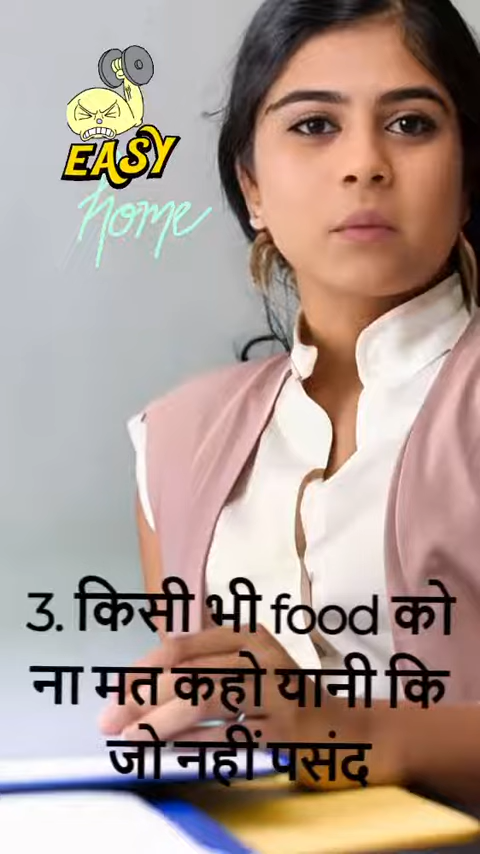 EASY
home
3. किसी भी food को
ना मत कहो यानी कि
जो नहीं पसंद